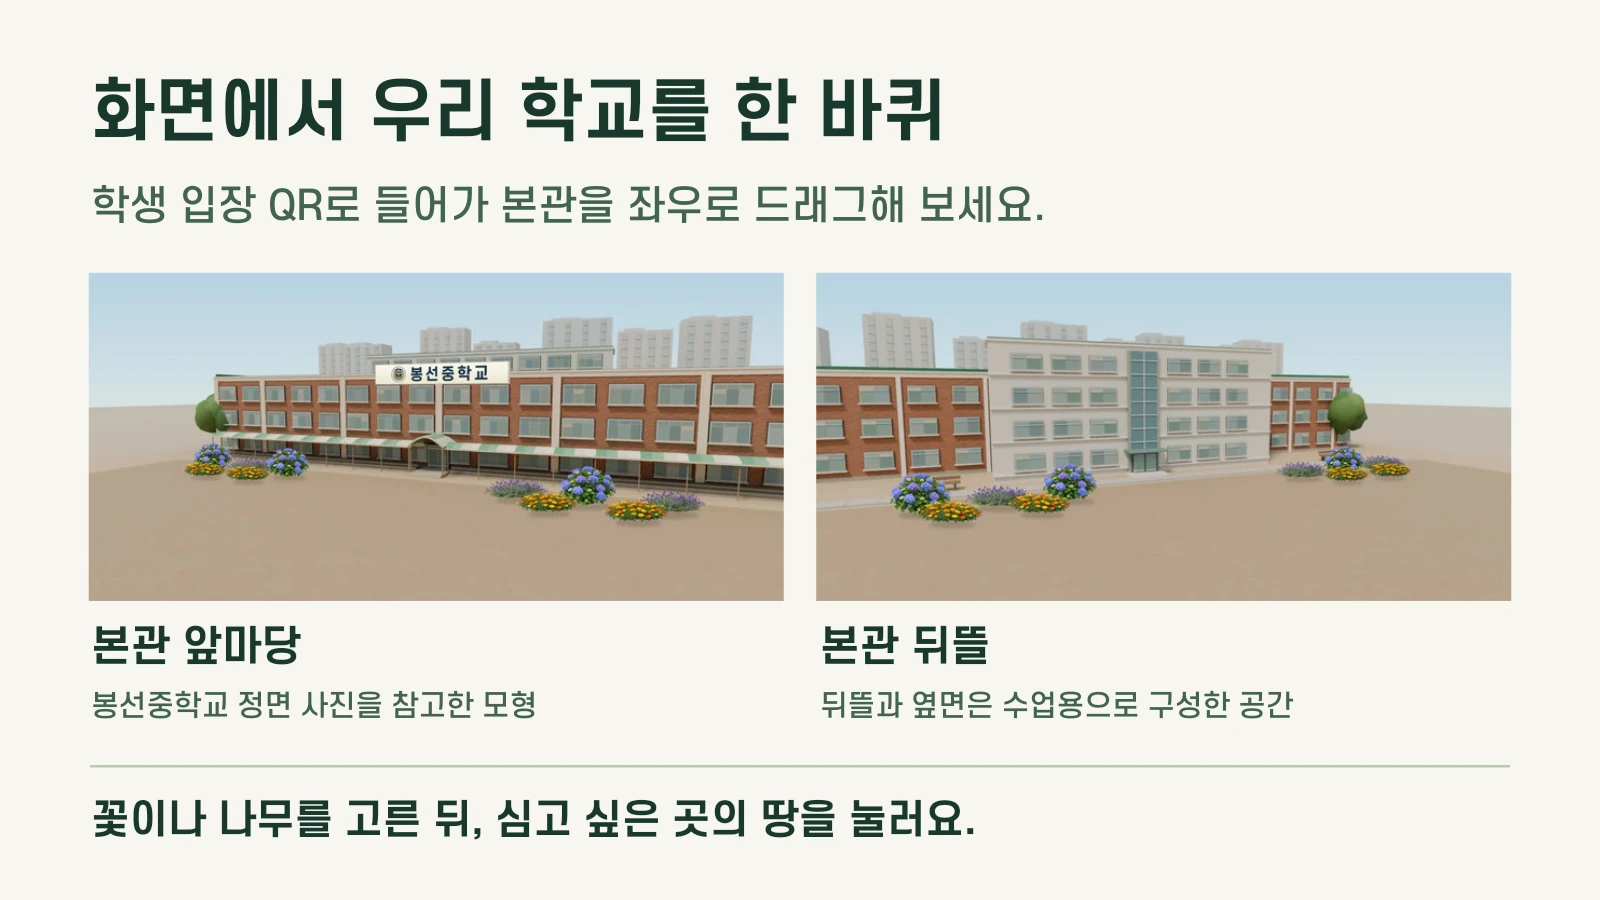 화면에서 우리 학교를 한 바퀴
학생 입장 QR로 들어가 본관을 좌우로 드래그해 보세요.
봉선중학교
본관 앞마당
봉선중학교 정면 사진을 참고한 모형
본관 뒤뜰
뒤뜰과 옆면은 수업용으로 구성한 공간
꽃이나 나무를 고른 뒤, 심고 싶은 곳의 땅을 눌러요.